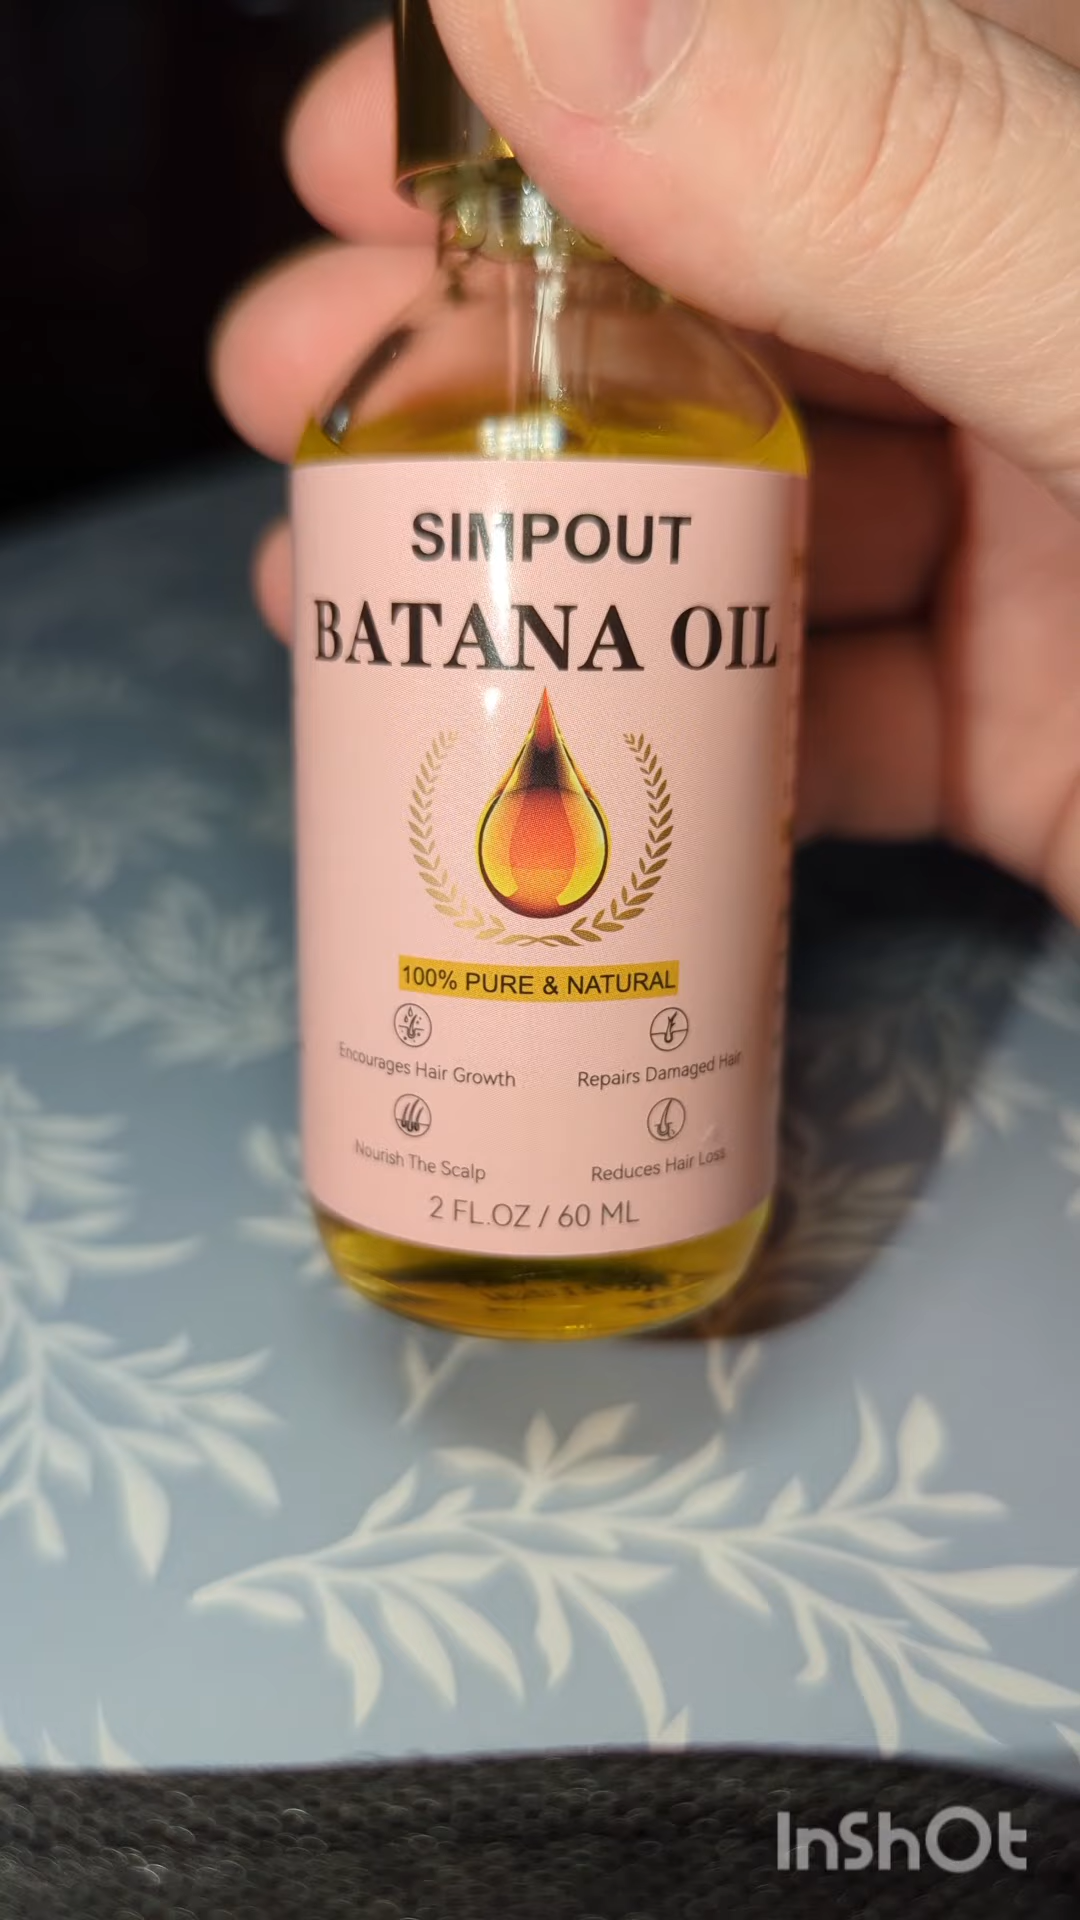 SIMPOUT
BATANA OIL
100% PURE & NATURAL
Encourages Hair Growth
Repairs Damaged Hair
Nourish The Scalp
Reduces Hair Loss
2 FL.OZ / 60 ML
InShOt